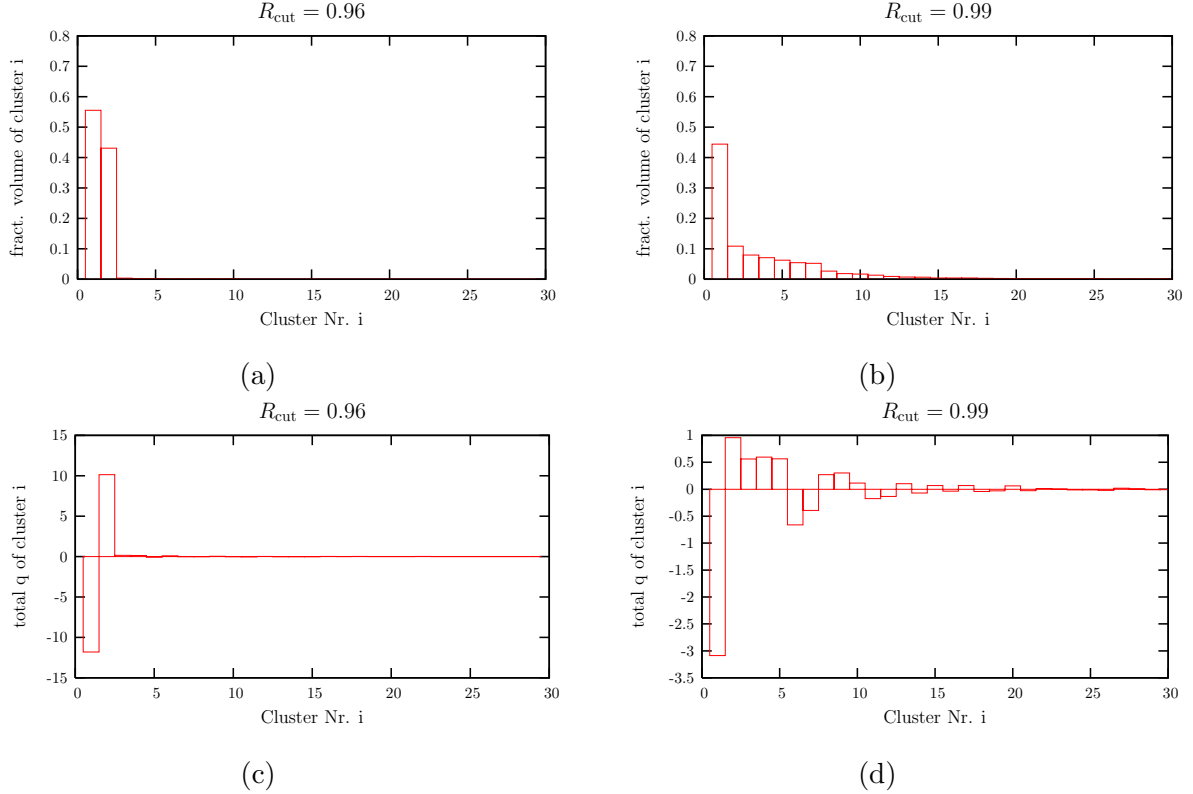 R_cut = 0.96
fract. volume of cluster i
0.8
0.7
0.6
0.5
0.4
0.3
0.2
0.1
0
0 5 10 15 20 25 30
Cluster Nr. i
(a)
R_cut = 0.99
fract. volume of cluster i
0.8
0.7
0.6
0.5
0.4
0.3
0.2
0.1
0
0 5 10 15 20 25 30
Cluster Nr. i
(b)
R_cut = 0.96
total q of cluster i
15
10
5
0
-5
-10
-15
0 5 10 15 20 25 30
Cluster Nr. i
(c)
R_cut = 0.99
total q of cluster i
1
0.5
0
-0.5
-1
-1.5
-2
-2.5
-3
-3.5
0 5 10 15 20 25 30
Cluster Nr. i
(d)